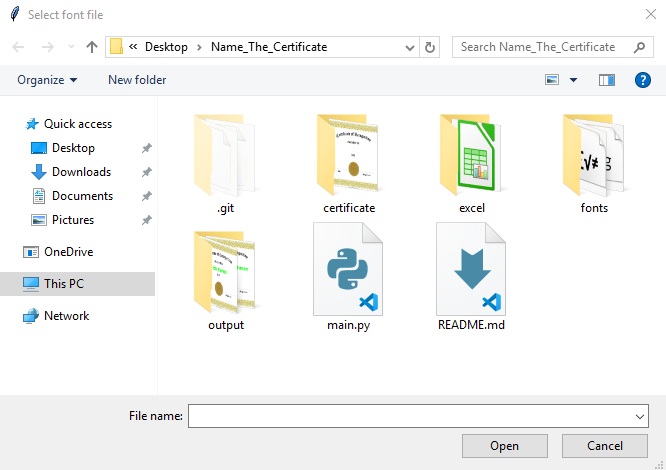 Select font file
« Desktop > Name_The_Certificate
Search Name_The_Certificate
Organize
New folder
Quick access
Desktop
Downloads
Documents
Pictures
OneDrive
This PC
Network
.git
certificate
excel
fonts
output
main.py
README.md
File name:
Open
Cancel